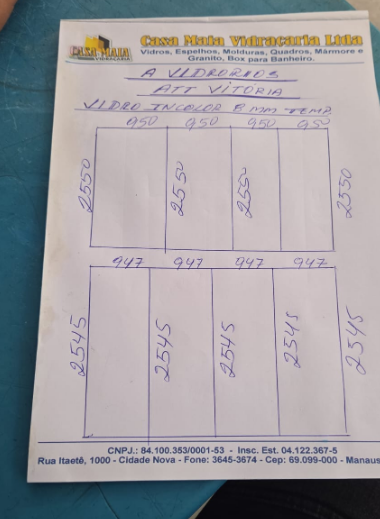 CASA MAIA
VIDRAÇARIA
Casa Maia Vidraçaria Ltda
Vidros, Espelhos, Molduras, Quadros, Mármore e
Granito, Box para Banheiro.
A VIDRORIOS
ATT VITÓRIA
VIDRO INCOLOR 8 MM TEMP.
950 950 950 950
2550 2550 2550 2550
947 947 947 947
2545 2545 2545 2545 2545
CNPJ.: 84.100.353/0001-53 - Insc. Est. 04.122.367-5
Rua Itaetê, 1000 - Cidade Nova - Fone: 3645-3674 - Cep: 69.099-000 - Manaus